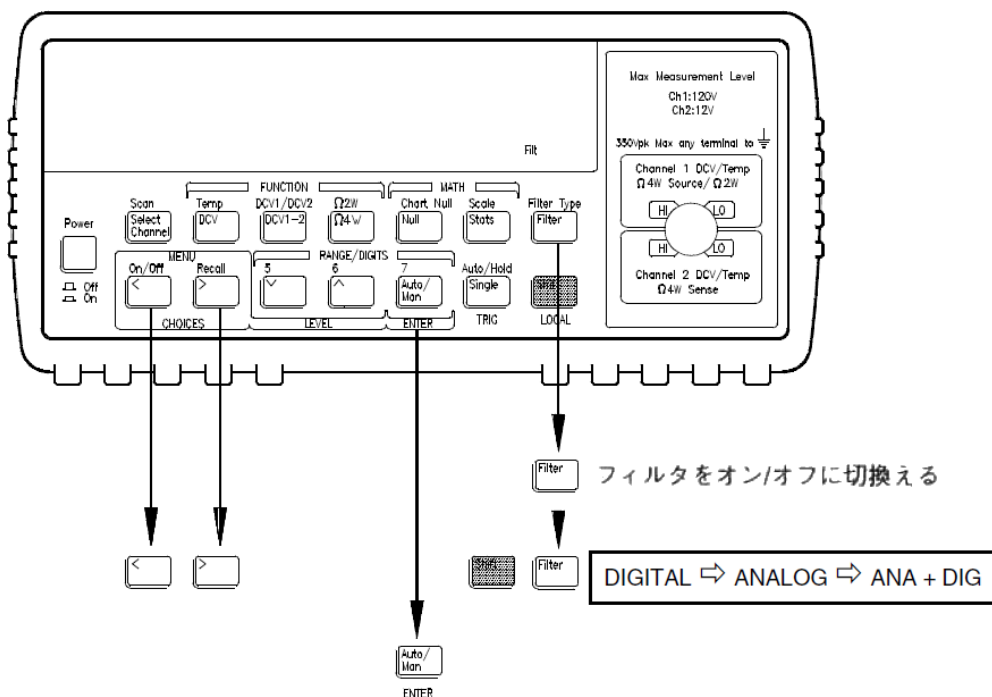 Max Measurement Level
Ch1:120V
Ch2:12V
350Vpk Max any terminal to
Filt
Channel 1 DCV/Temp
Ω4W Source/ Ω2W
HI LO
HI LO
Channel 2 DCV/Temp
Ω4W Sense
FUNCTION
MATH
Scan Temp DCV1/DCV2 Ω2W Chart Null Scale Filter Type
Power
Select Channel
DCV
DCV1-2
Ω4W
Null
Stats
Filter
MENU
RANGE/DIGITS
On/Off Recall 5 6 7 Auto/Hold
< > Auto/Man Single Shift
Off
On
CHOICES LEVEL ENTER TRIG LOCAL
Filter フィルタをオン/オフに切換える
< > Shift Filter DIGITAL ⇨ ANALOG ⇨ ANA + DIG
Auto/
Man
ENTER